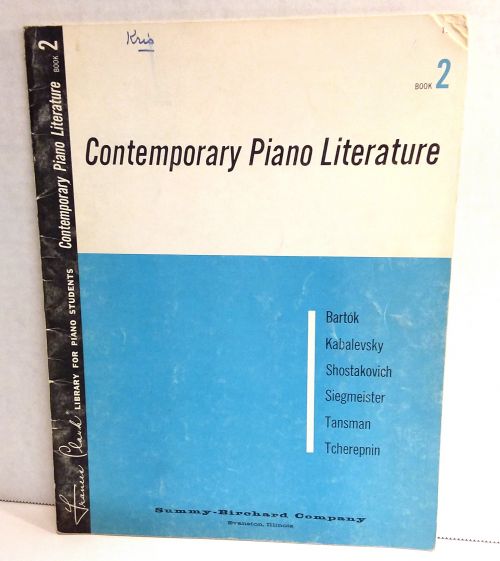 Kris
BOOK 2
Contemporary Piano Literature
Bartók
Kabalevsky
Shostakovich
Siegmeister
Tansman
Tcherepnin
Summy-Birchard Company
Evanston, Illinois
Frances Clark LIBRARY FOR PIANO STUDENTS Contemporary Piano Literature BOOK 2